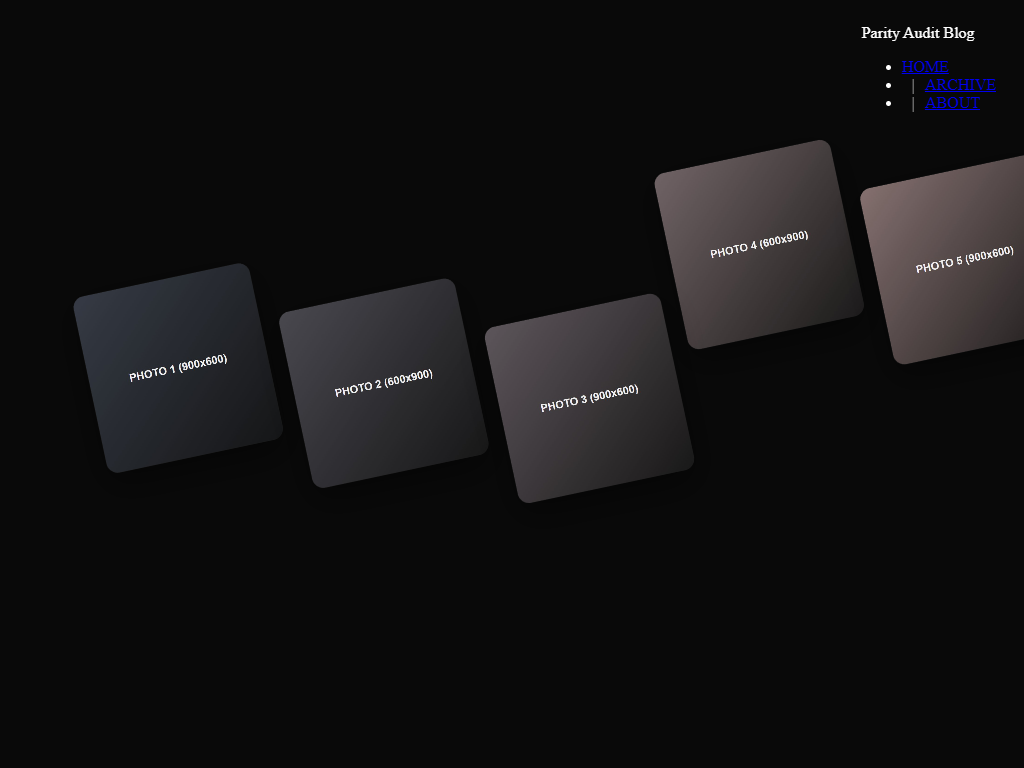 Parity Audit Blog
HOME
| ARCHIVE
| ABOUT
PHOTO 1 (900x600)
PHOTO 2 (600x900)
PHOTO 3 (900x600)
PHOTO 4 (600x900)
PHOTO 5 (900x600)